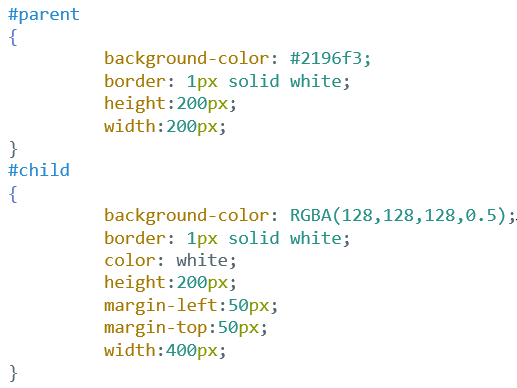 #parent
{
background-color: #2196f3;
border: 1px solid white;
height:200px;
width:200px;
}
#child
{
background-color: RGBA(128,128,128,0.5);
border: 1px solid white;
color: white;
height:200px;
margin-left:50px;
margin-top:50px;
width:400px;
}